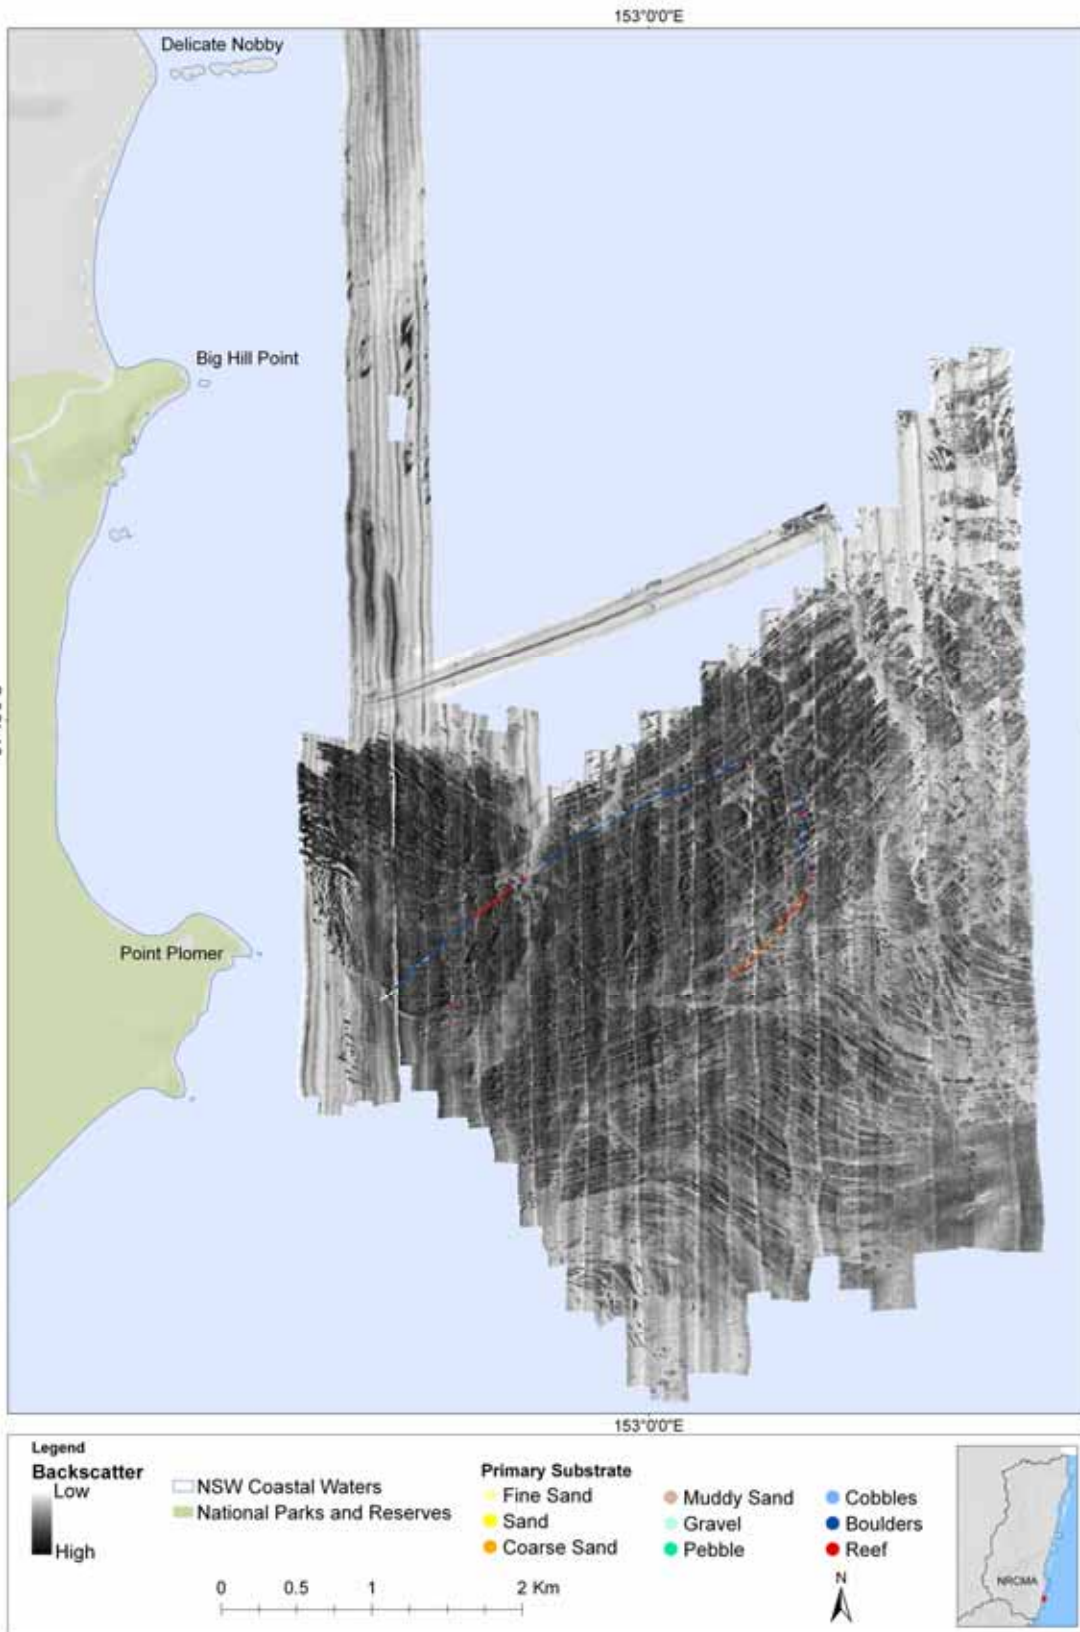 153°0'0"E
Delicate Nobby
Big Hill Point
Point Plomer
153°0'0"E
Legend
Backscatter
Low
High
NSW Coastal Waters
National Parks and Reserves
Primary Substrate
Fine Sand
Sand
Coarse Sand
Muddy Sand
Gravel
Pebble
Cobbles
Boulders
Reef
0 0.5 1 2 Km
N
NRCMA